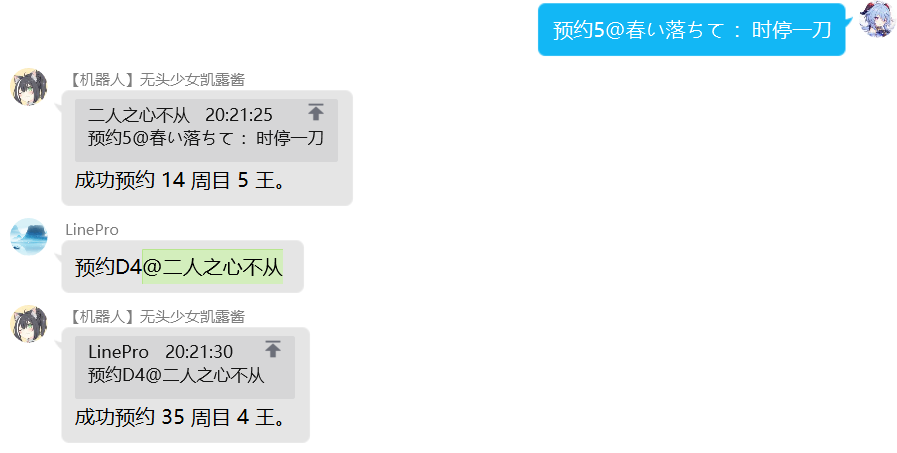 预约5@春い落ちて ：时停一刀
【机器人】无头少女凯露酱
二人之心不从 20:21:25
预约5@春い落ちて ：时停一刀
成功预约 14 周目 5 王。
LinePro
预约D4@二人之心不从
【机器人】无头少女凯露酱
LinePro 20:21:30
预约D4@二人之心不从
成功预约 35 周目 4 王。